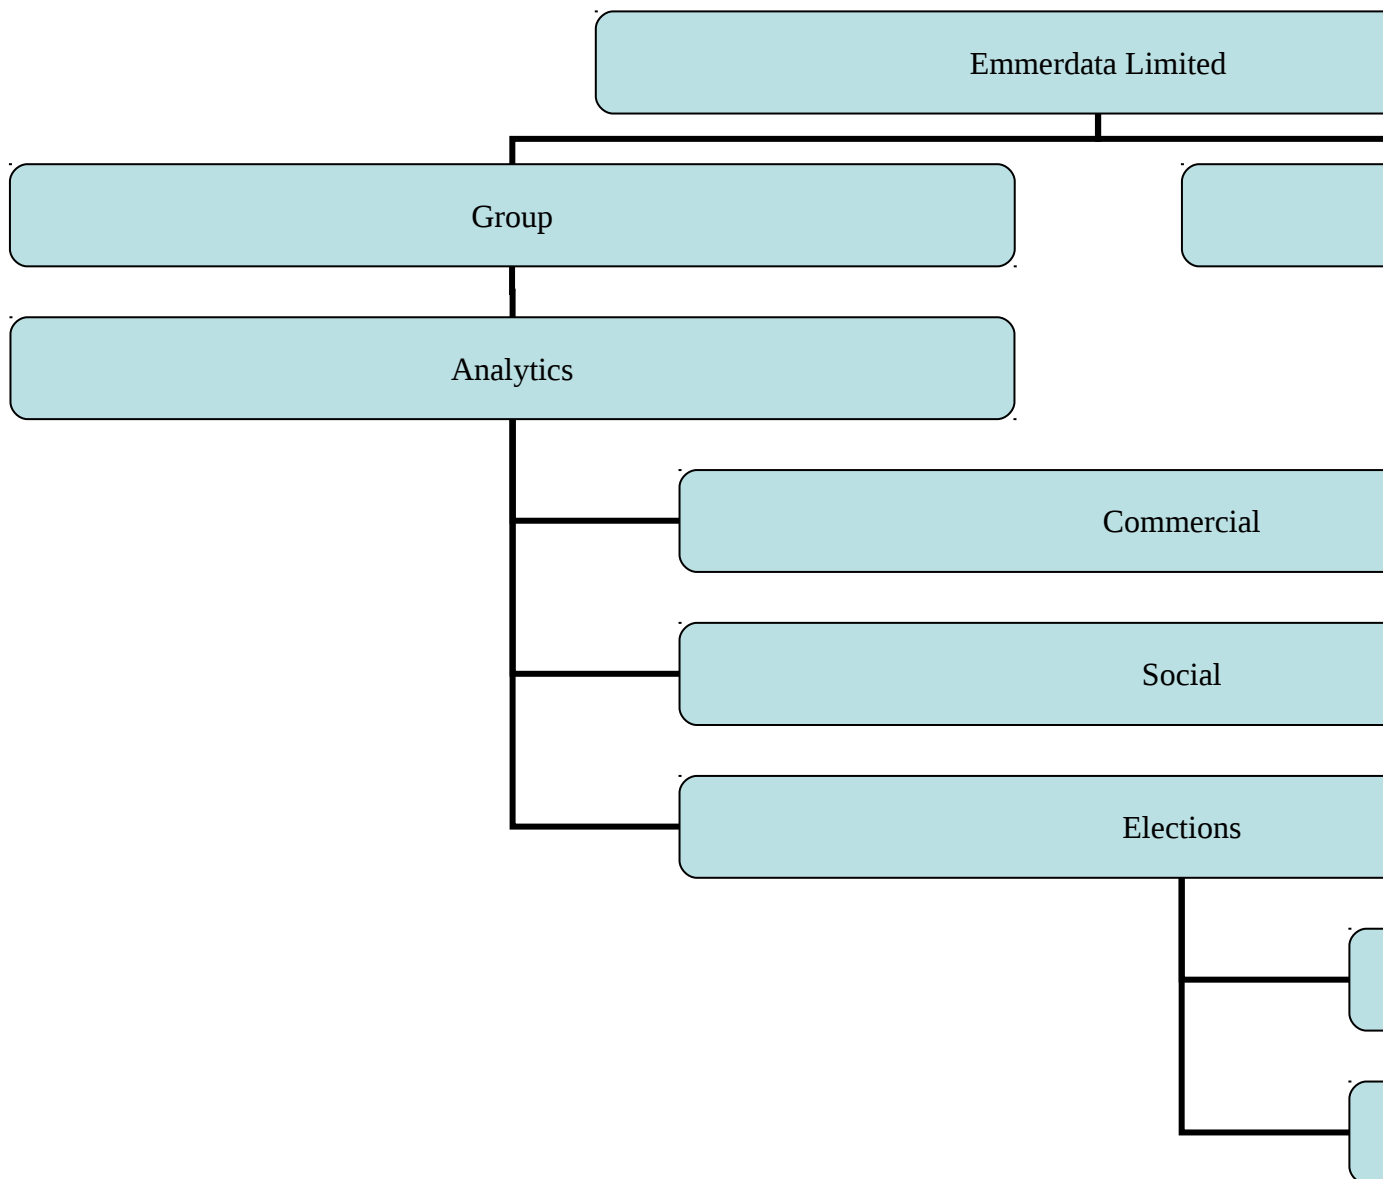 Emmerdata Limited
Group
Analytics
Commercial
Social
Elections